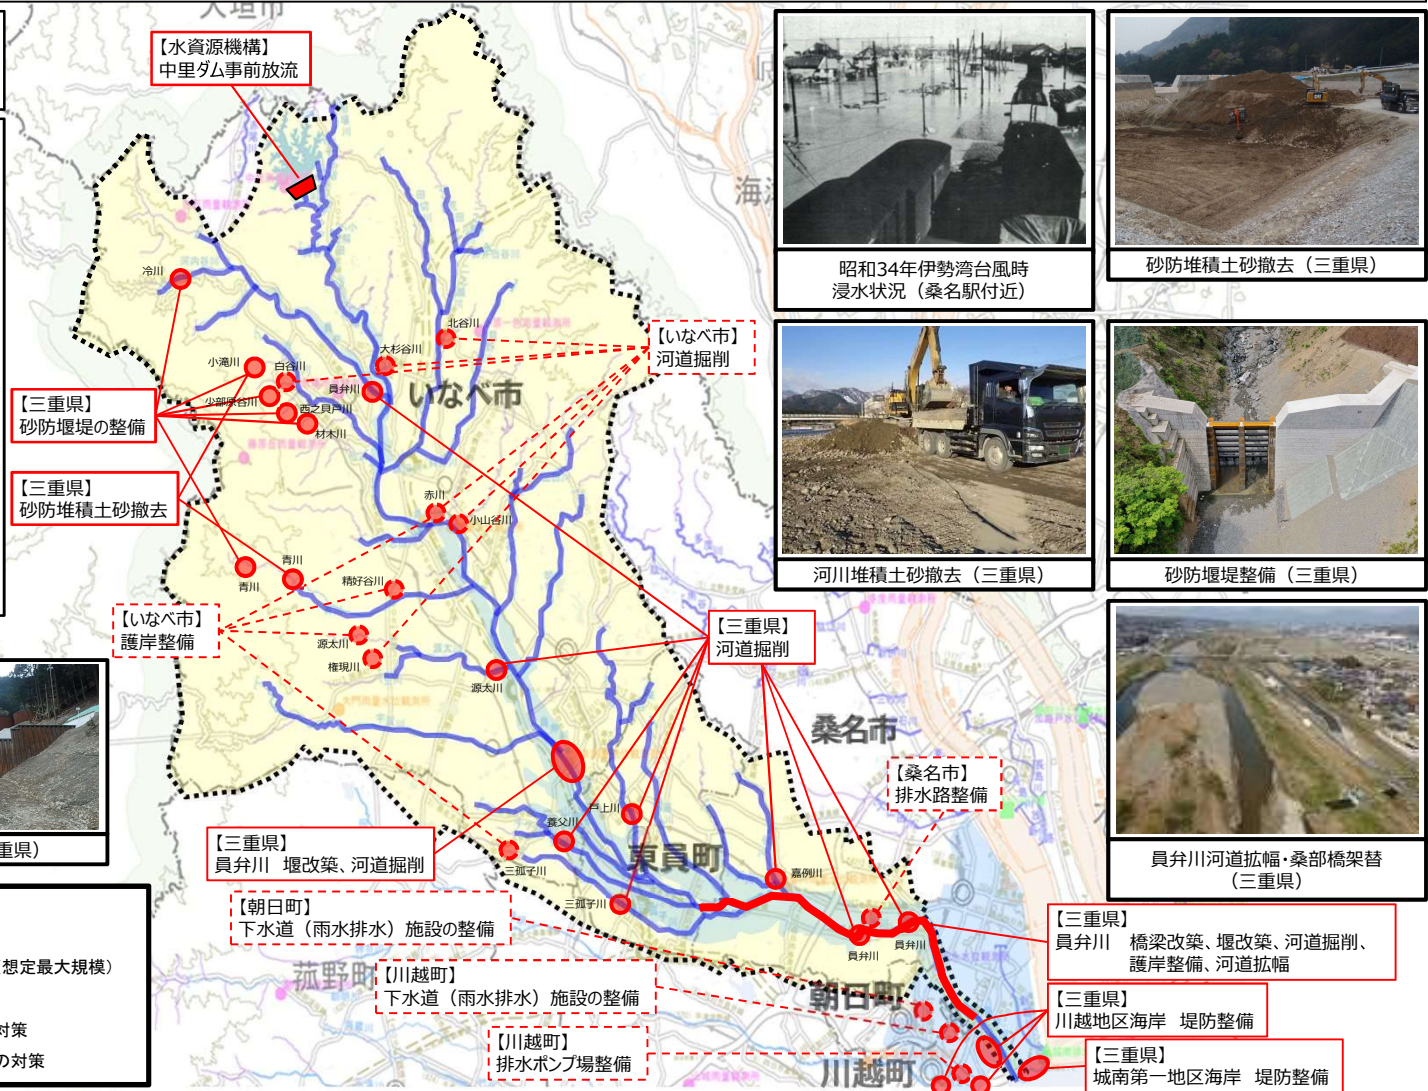 大垣市
【水資源機構】
中里ダム事前放流
海津
昭和34年伊勢湾台風時
浸水状況（桑名駅付近）
砂防堆積土砂撤去（三重県）
冷川
北谷川
【いなべ市】
河道掘削
小滝川
白谷川
大杉谷川
員弁川
いなべ市
少部原谷川
西之貝戸川
材木川
【三重県】
砂防堰堤の整備
【三重県】
砂防堆積土砂撤去
赤川
小山谷川
河川堆積土砂撤去（三重県）
砂防堰堤整備（三重県）
青川
青川
精好谷川
【いなべ市】
護岸整備
源太川
権現川
源太川
【三重県】
河道掘削
桑名市
【桑名市】
排水路整備
戸上川
養父川
東員町
三孤子川
嘉例川
三孤子川
【三重県】
員弁川　堰改築、河道掘削
重県）
員弁川河道拡幅・桑部橋架替
（三重県）
【朝日町】
下水道（雨水排水）施設の整備
員弁川
員弁川
【三重県】
員弁川　橋梁改築、堰改築、河道掘削、
護岸整備、河道拡幅
想定最大規模）
菰野町
【川越町】
下水道（雨水排水）施設の整備
朝日町
【三重県】
川越地区海岸　堤防整備
対策
の対策
【川越町】
排水ポンプ場整備
川越町
【三重県】
城南第一地区海岸　堤防整備